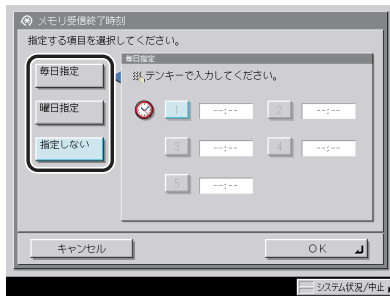 メモリ受信終了時刻
指定する項目を選択してください。
毎日指定
曜日指定
指定しない
毎日指定
テンキーで入力してください。
1 --:-- 2 --:--
3 --:-- 4 --:--
5 --:--
キャンセル OK
システム状況/中止